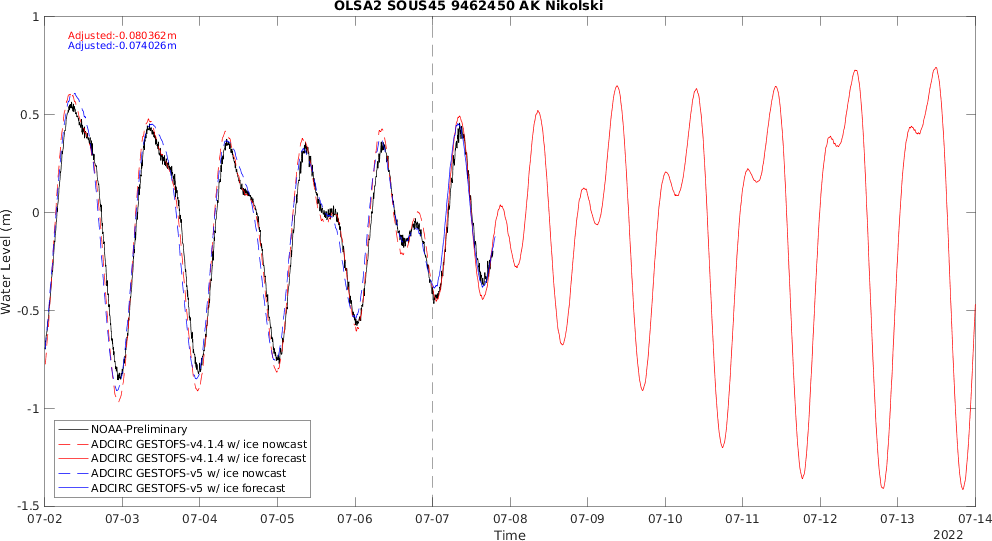 OLSA2 SOUS45 9462450 AK Nikolski
Adjusted:-0.080362m
Adjusted:-0.074026m
1
0.5
0
-0.5
-1
-1.5
Water Level (m)
NOAA-Preliminary
ADCIRC GESTOFS-v4.1.4 w/ ice nowcast
ADCIRC GESTOFS-v4.1.4 w/ ice forecast
ADCIRC GESTOFS-v5 w/ ice nowcast
ADCIRC GESTOFS-v5 w/ ice forecast
07-02 07-03 07-04 07-05 07-06 07-07 07-08 07-09 07-10 07-11 07-12 07-13 07-14
Time
2022